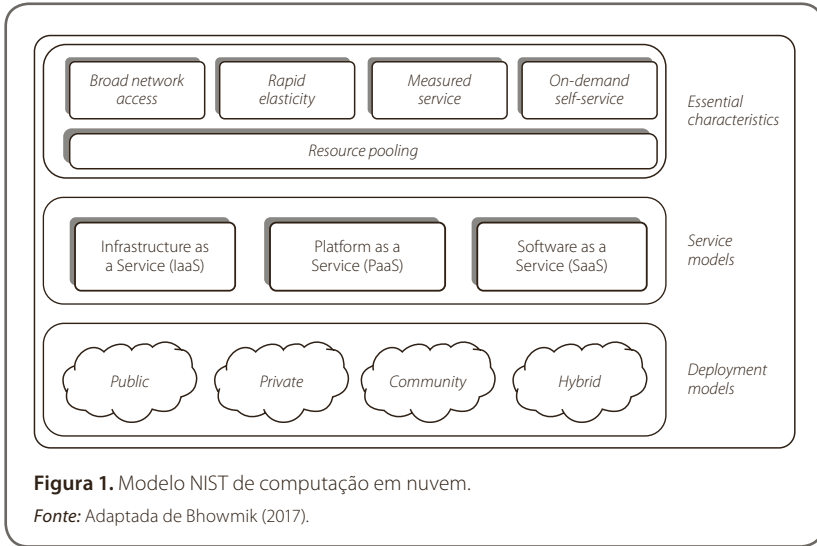 Broad network
access
Rapid
elasticity
Measured
service
On-demand
self-service
Essential
characteristics
Resource pooling
Infrastructure as
a Service (IaaS)
Platform as a
Service (PaaS)
Software as a
Service (SaaS)
Service
models
Public
Private
Community
Hybrid
Deployment
models
Figura 1. Modelo NIST de computação em nuvem.
Fonte: Adaptada de Bhowmik (2017).